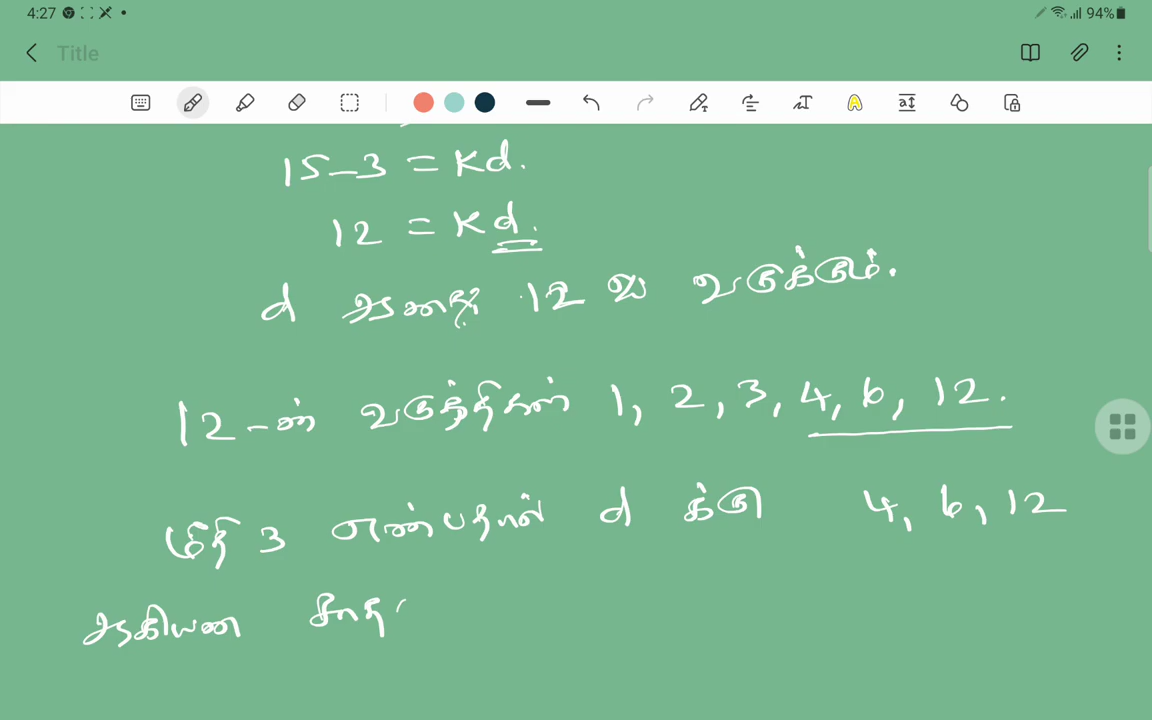 4:27
94%
Title
15-3 = Kd.
12 = Kd.
d ஆனது 12 ஐ வகுக்கும்.
12-ன் வகுத்திகள் 1, 2, 3, 4, 6, 12.
மீதி 3 என்பதால் d க்கு 4, 6, 12
ஆகியன